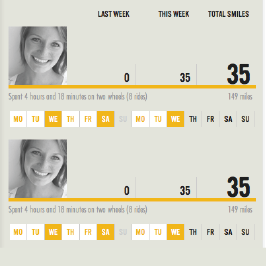 LAST WEEK THIS WEEK TOTAL SMILES
0 35 35
Spent 4 hours and 18 minutes on two wheels (8 rides) 149 miles
MO TU WE TH FR SA SU MO TU WE TH FR SA SU
0 35 35
Spent 4 hours and 18 minutes on two wheels (8 rides) 149 miles
MO TU WE TH FR SA SU MO TU WE TH FR SA SU